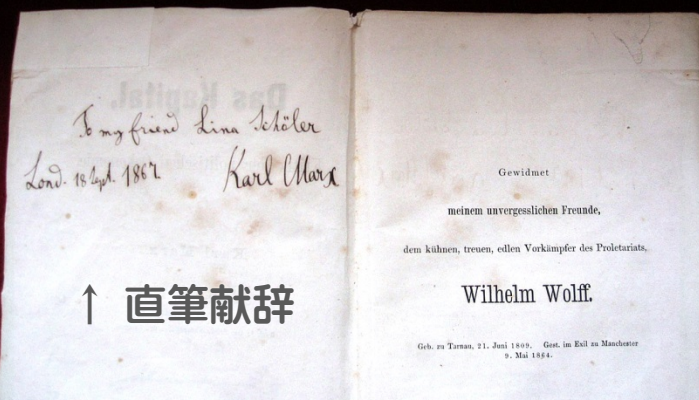 Das Kapital.
To my friend Lina Schöler
Lond. 18 Sept. 1867.
Karl Marx
↑ 直筆献辞
Gewidmet
meinem unvergesslichen Freunde,
dem kühnen, treuen, edlen Vorkämpfer des Proletariats,
Wilhelm Wolff.
Geb. zu Tarnau, 21. Juni 1809. Gest. im Exil zu Manchester
9. Mai 1864.